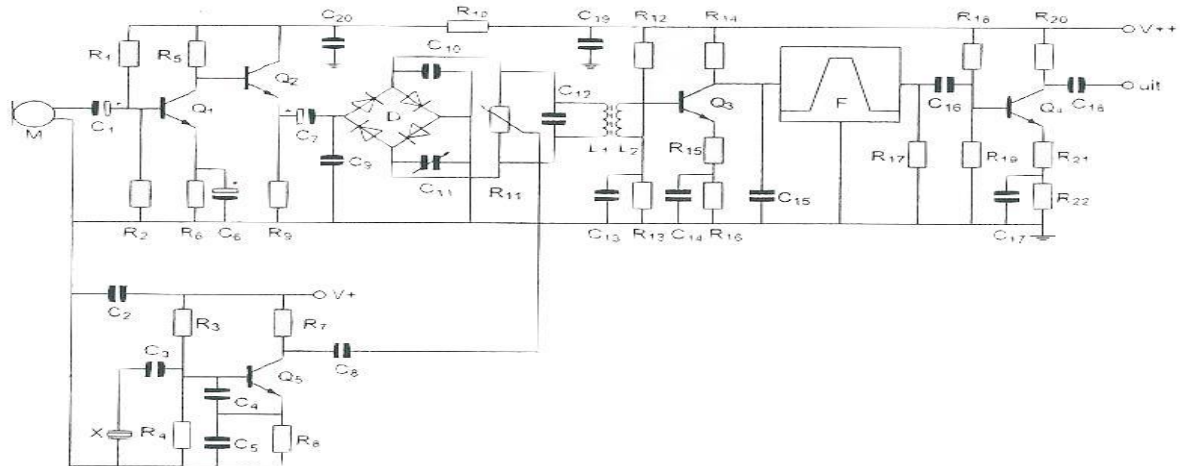 C20 R10 C19 R12 R14 R18 R20
V++
R1 R5 Q2 C10
C12 F C16 C18 uit
M C1 Q1 C7 D Q3 Q4
C9 L1 L2 R15 R17 R19 R21
C11 R11 C15 R22
R2 R6 C6 R9 C13 R13 C14 R16 C17
V+
C2 R3 R7
C3 C8
Q5
C4
X R4 C5 R8